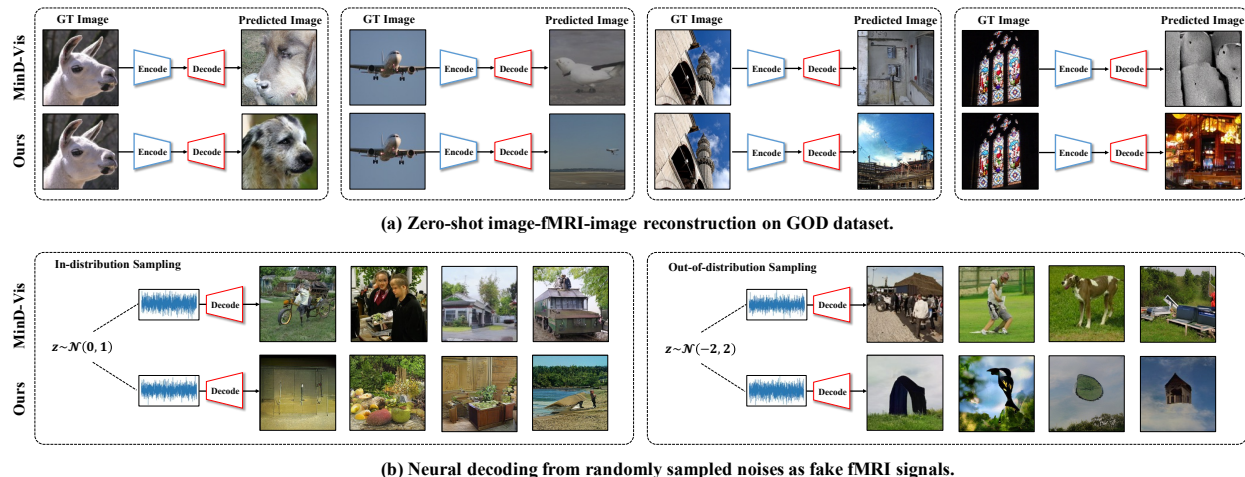 GT Image Predicted Image GT Image Predicted Image GT Image Predicted Image GT Image Predicted Image
MinD-Vis
Encode Decode Encode Decode Encode Decode Encode Decode
Ours
Encode Decode Encode Decode Encode Decode Encode Decode
(a) Zero-shot image-fMRI-image reconstruction on GOD dataset.
In-distribution Sampling Out-of-distribution Sampling
MinD-Vis
Decode Decode
z~𝒩(0, 1) z~𝒩(−2, 2)
Ours
Decode Decode
(b) Neural decoding from randomly sampled noises as fake fMRI signals.